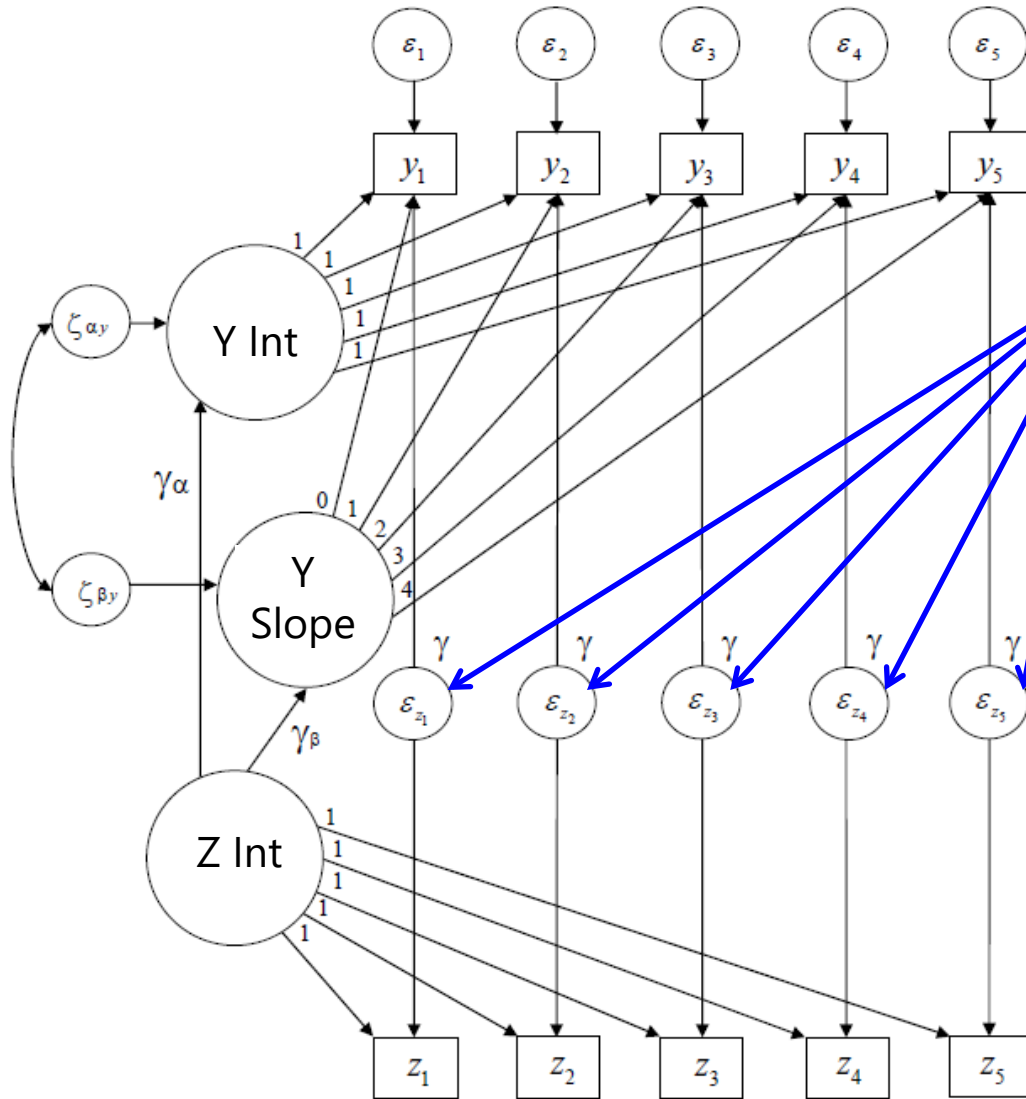 ε₁ ε₂ ε₃ ε₄ ε₅
y₁ y₂ y₃ y₄ y₅
1
1
1
1
1
ζαy
Y Int
γα
0
1
2
3
4
ζβy
Y
Slope
γ γ γ γ γ
εz₁ εz₂ εz₃ εz₄ εz₅
γβ
Z Int
1
1
1
1
1
z₁ z₂ z₃ z₄ z₅